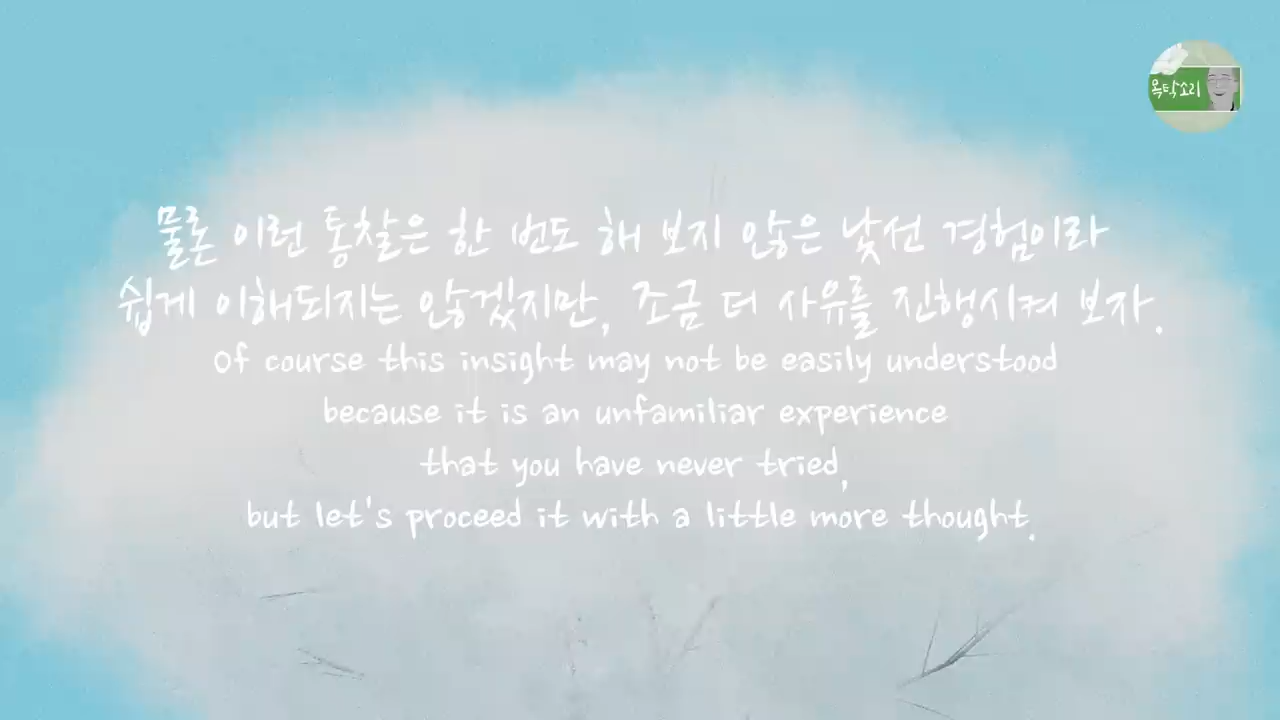 옥탁소리
물론 이런 통찰은 한 번도 해 보지 않은 낯선 경험이라
쉽게 이해되지는 않겠지만, 조금 더 사유를 진행시켜 보자.
Of course this insight may not be easily understood
because it is an unfamiliar experience
that you have never tried,
but let's proceed it with a little more thought.